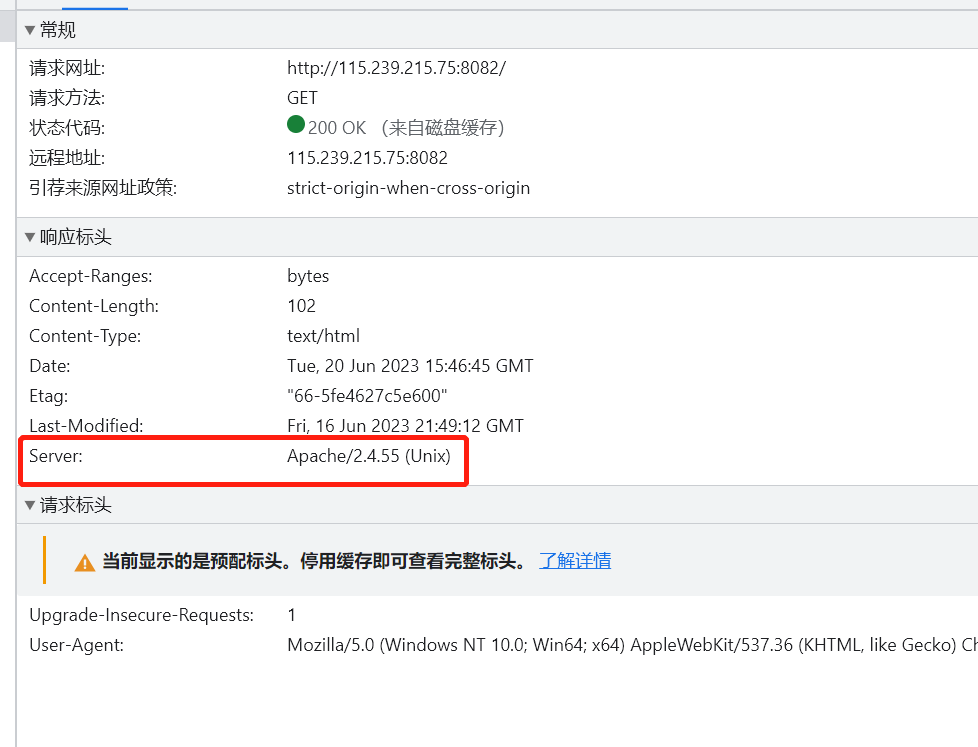 常规
请求网址: http://115.239.215.75:8082/
请求方法: GET
状态代码: 200 OK （来自磁盘缓存）
远程地址: 115.239.215.75:8082
引荐来源网址政策: strict-origin-when-cross-origin
响应标头
Accept-Ranges: bytes
Content-Length: 102
Content-Type: text/html
Date: Tue, 20 Jun 2023 15:46:45 GMT
Etag: "66-5fe4627c5e600"
Last-Modified: Fri, 16 Jun 2023 21:49:12 GMT
Server: Apache/2.4.55 (Unix)
请求标头
当前显示的是预配标头。停用缓存即可查看完整标头。 了解详情
Upgrade-Insecure-Requests: 1
User-Agent: Mozilla/5.0 (Windows NT 10.0; Win64; x64) AppleWebKit/537.36 (KHTML, like Gecko)